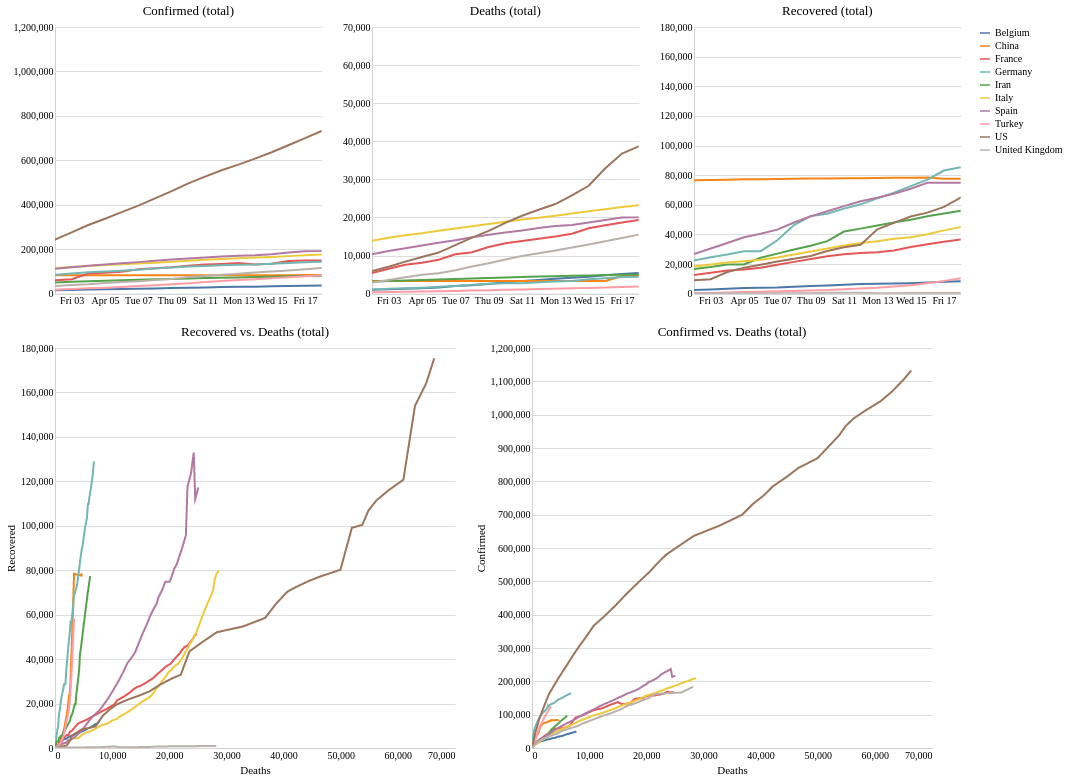 Confirmed (total)
1,200,000
1,000,000
800,000
600,000
400,000
200,000
0
Fri 03 Apr 05 Tue 07 Thu 09 Sat 11 Mon 13 Wed 15 Fri 17
Deaths (total)
70,000
60,000
50,000
40,000
30,000
20,000
10,000
0
Fri 03 Apr 05 Tue 07 Thu 09 Sat 11 Mon 13 Wed 15 Fri 17
Recovered (total)
180,000
160,000
140,000
120,000
100,000
80,000
60,000
40,000
20,000
0
Fri 03 Apr 05 Tue 07 Thu 09 Sat 11 Mon 13 Wed 15 Fri 17
Belgium
China
France
Germany
Iran
Italy
Spain
Turkey
US
United Kingdom
Recovered vs. Deaths (total)
180,000
160,000
140,000
120,000
100,000
80,000
60,000
40,000
20,000
0
Recovered
0 10,000 20,000 30,000 40,000 50,000 60,000 70,000
Deaths
Confirmed vs. Deaths (total)
1,200,000
1,100,000
1,000,000
900,000
800,000
700,000
600,000
500,000
400,000
300,000
200,000
100,000
0
Confirmed
0 10,000 20,000 30,000 40,000 50,000 60,000 70,000
Deaths